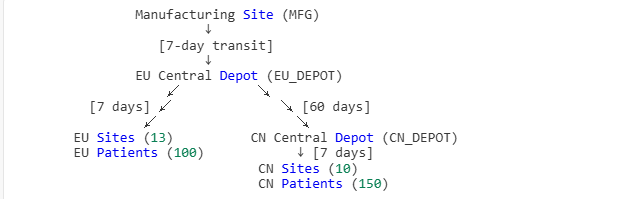 Manufacturing Site (MFG)
↓
[7-day transit]
↓
EU Central Depot (EU_DEPOT)
↙ ↘
[7 days] ↙ ↘ [60 days]
↙ ↘
EU Sites (13) CN Central Depot (CN_DEPOT)
EU Patients (100) ↓ [7 days]
CN Sites (10)
CN Patients (150)